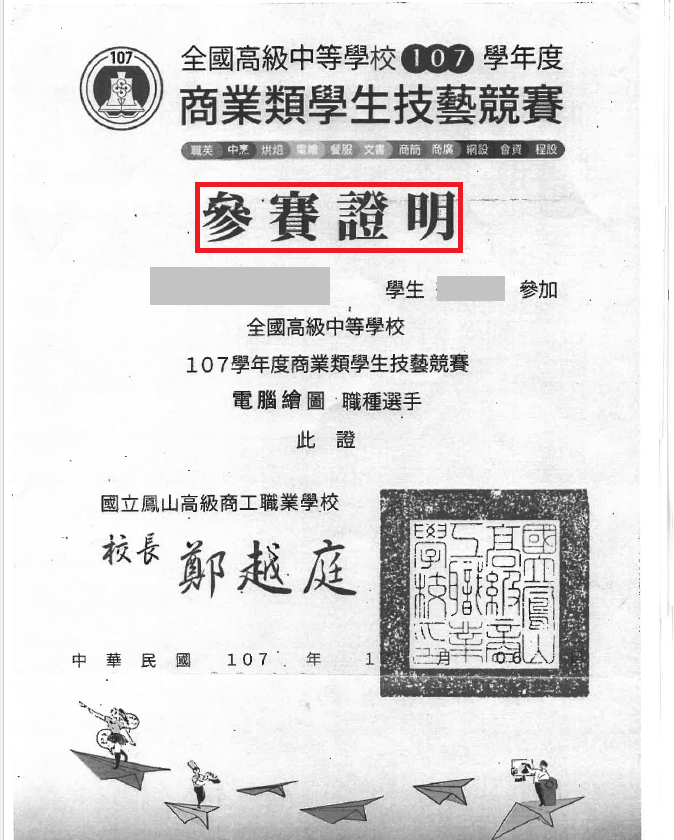 107
全國高級中等學校107學年度
商業類學生技藝競賽
職英 中烹 烘焙 電繪 餐服 文書 商簡 商廣 網設 會資 程設
參賽證明
學生 參加
全國高級中等學校
107學年度商業類學生技藝競賽
電腦繪圖 職種選手
此 證
國立鳳山高級商工職業學校
校長 鄭越庭
國立鳳山高級商工職業學校之
中華民國 107 年 1 月